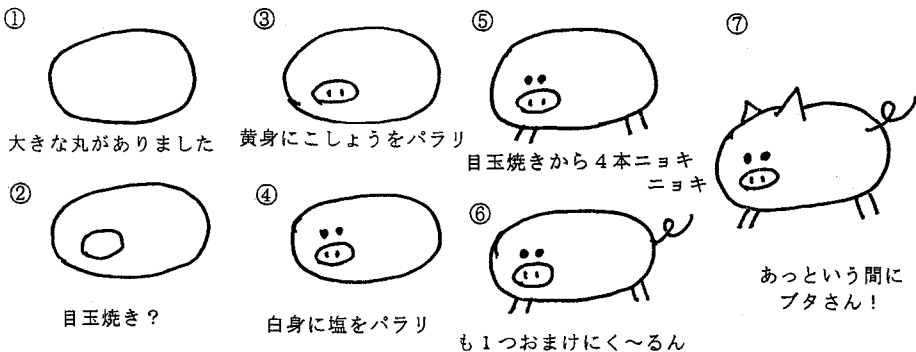 ①
大きな丸がありました
②
目玉焼き？
③
黄身にこしょうをパラリ
④
白身に塩をパラリ
⑤
目玉焼きから４本ニョキ
ニョキ
⑥
も１つおまけにく～るん
⑦
あっという間に
ブタさん！